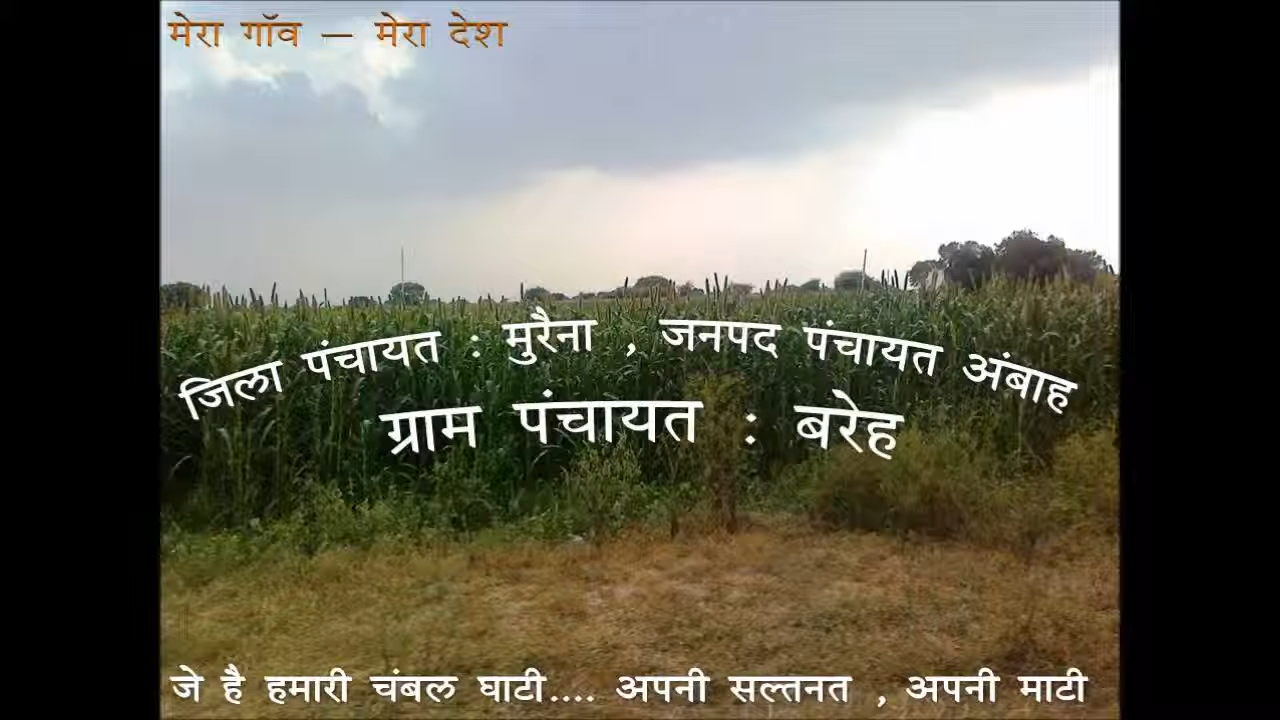 मेरा गॉव – मेरा देश
जिला पंचायत : मुरैना , जनपद पंचायत अंबाह
ग्राम पंचायत : बरेह
जे है हमारी चंबल घाटी.... अपनी सल्तनत , अपनी माटी